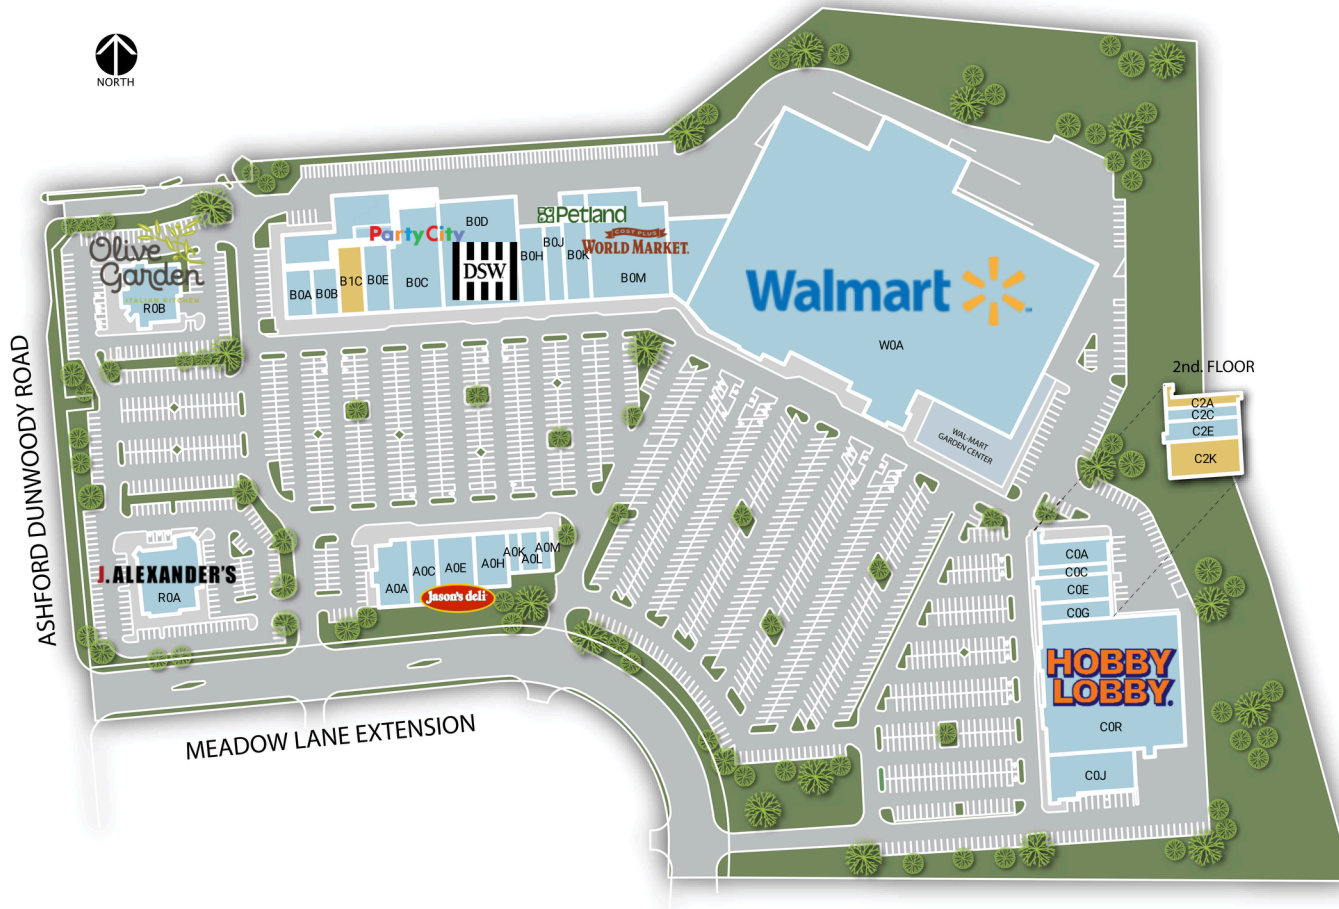 NORTH
Olive
Garden
ITALIAN KITCHEN
R0B
B0A
B0B
B1C
B0E
Party City
B0C
B0D
DSW
Petland
B0H
B0J
B0K
COST PLUS
WORLD MARKET.
B0M
Walmart
W0A
WAL-MART
GARDEN CENTER
2nd. FLOOR
C2A
C2C
C2E
C2K
ASHFORD DUNWOODY ROAD
J.ALEXANDER'S
R0A
A0A
A0C
A0E
A0H
A0K
A0L
A0M
Jason's deli
C0A
C0C
C0E
C0G
HOBBY
LOBBY
C0R
C0J
MEADOW LANE EXTENSION